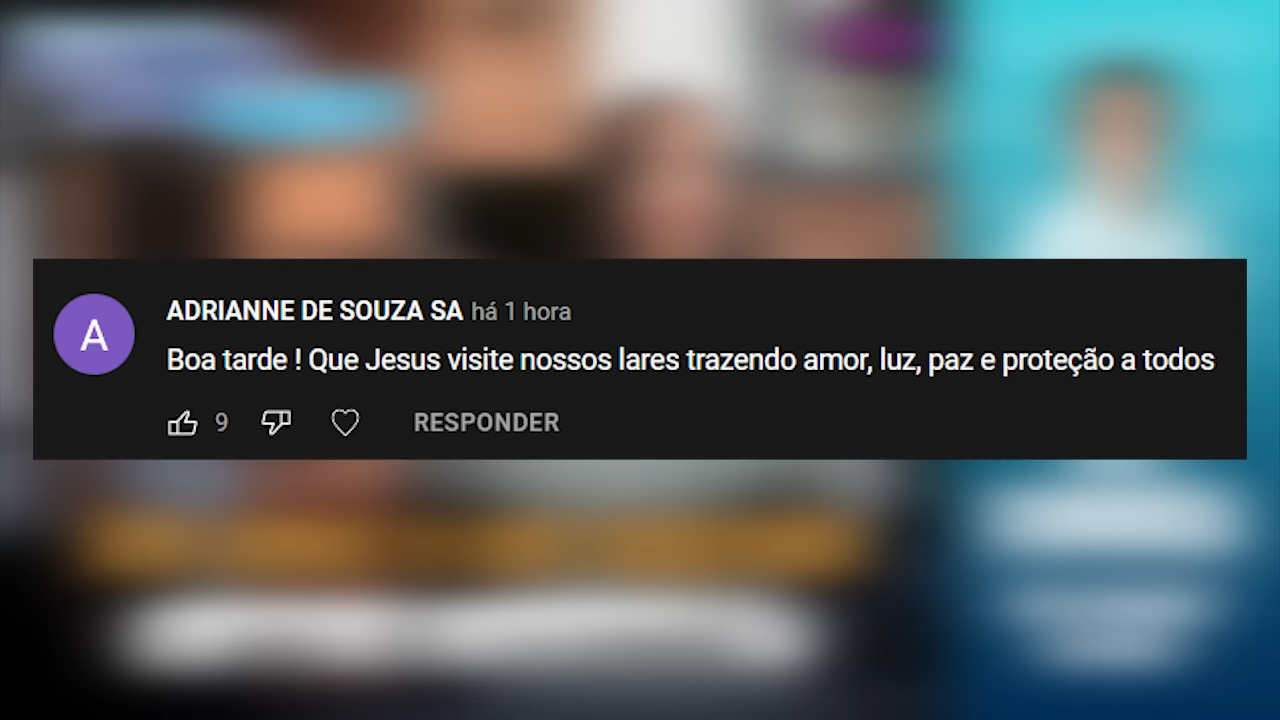 A
ADRIANNE DE SOUZA SA há 1 hora
Boa tarde ! Que Jesus visite nossos lares trazendo amor, luz, paz e proteção a todos
9
RESPONDER